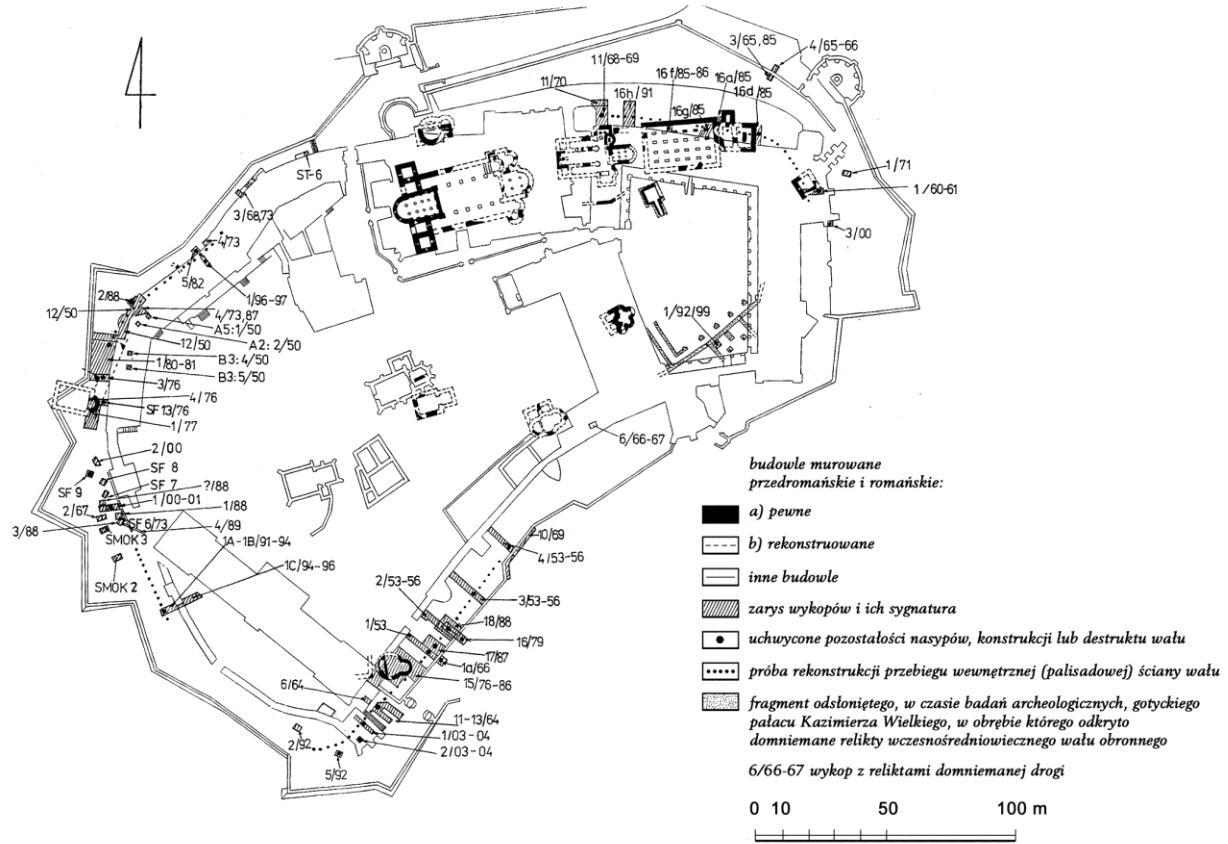 4
3/65,85
4/65-66
11/68-69
16 f/85-86
16a/85
11/70
16h/91
16d/85
16g/85
ST-6
1/71
1/60-61
3/68,73
3/00
4/73
5/82
2/88
1/96-97
12/50
4/73,87
A5:1/50
1/92/99
12/50
A2: 2/50
B3: 4/50
1/80-81
B3: 5/50
3/76
4/76
SF 13/76
1/77
6/66-67
2/00
SF 8
SF 9
SF 7
?/88
1/00-01
2/67
1/88
3/88
SF 6/73
4/89
SMOK 3
1A-1B/91-94
10/69
4/53-56
SMOK 2
1C/94-96
2/53-56
3/53-56
18/88
1/53
16/79
17/87
1a/66
15/76-86
6/64
11-13/64
2/92
1/03-04
2/03-04
5/92
budowle murowane
przedromańskie i romańskie:
a) pewne
b) rekonstruowane
inne budowle
zarys wykopów i ich sygnatura
uchwycone pozostałości nasypów, konstrukcji lub destruktu wału
próba rekonstrukcji przebiegu wewnętrznej (palisadowej) ściany wału
fragment odsłoniętego, w czasie badań archeologicznych, gotyckiego
pałacu Kazimierza Wielkiego, w obrębie którego odkryto
domniemane relikty wczesnośredniowiecznego wału obronnego
6/66-67 wykop z reliktami domniemanej drogi
0 10 50 100 m